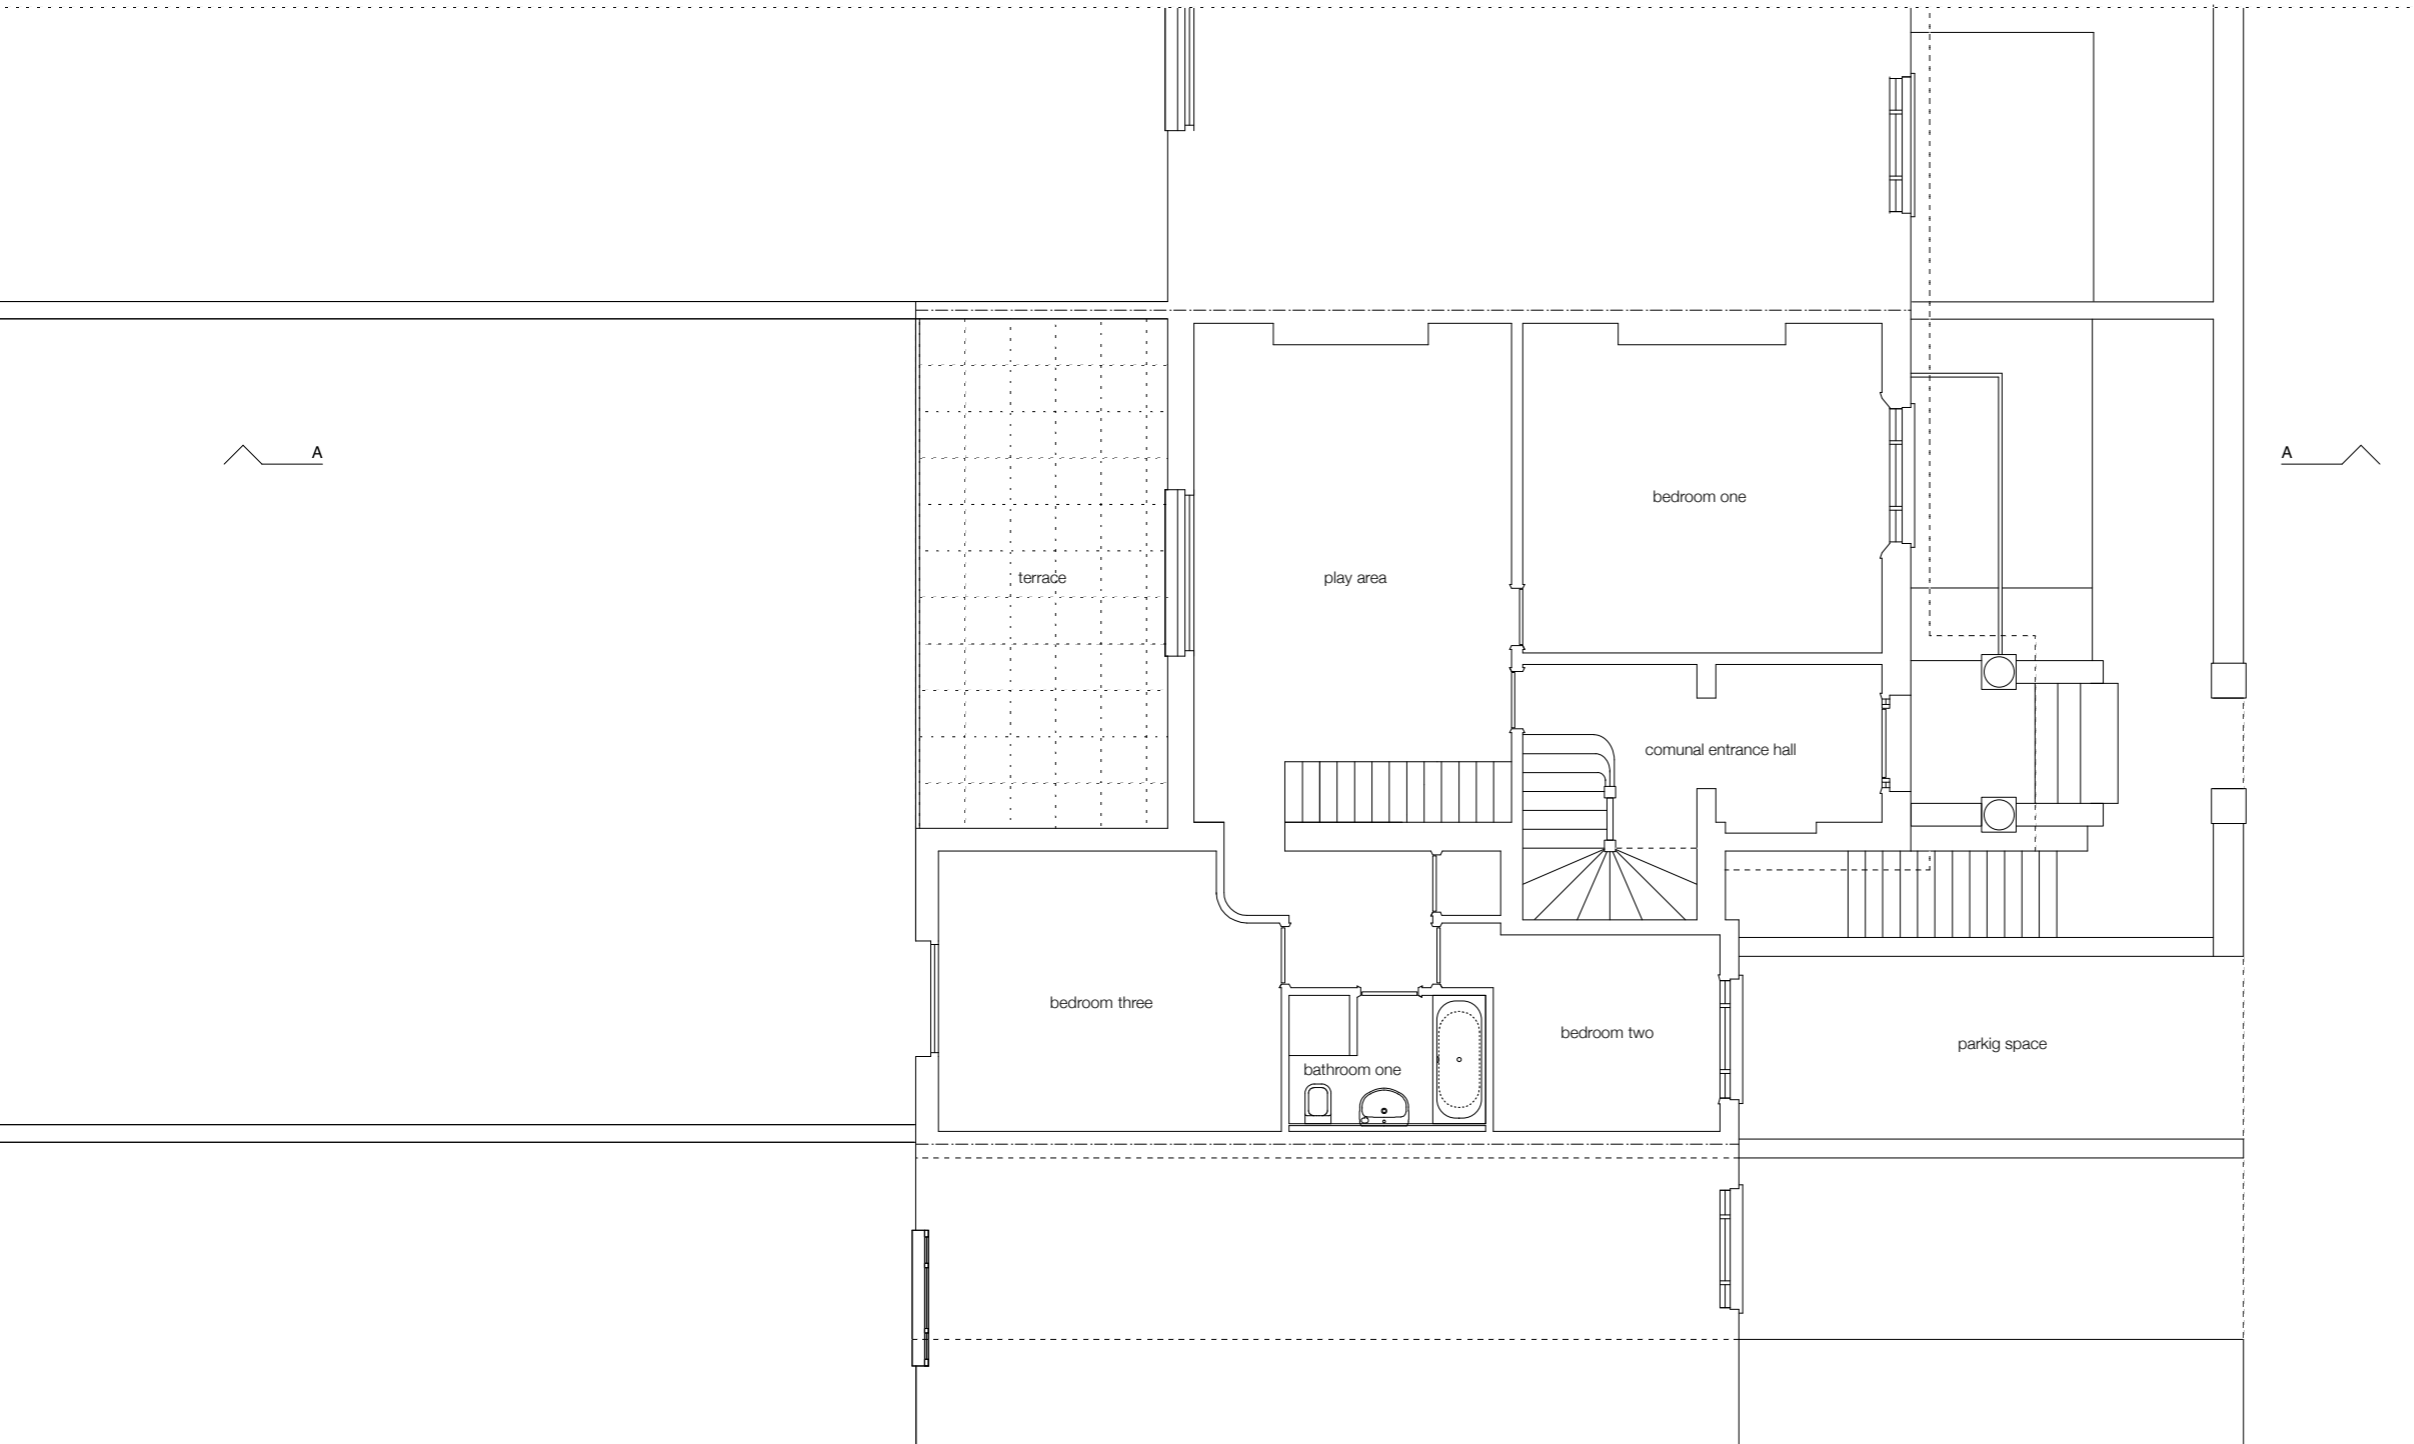 A
A
bedroom one
terrace
play area
comunal entrance hall
bedroom three
bedroom two
parkig space
bathroom one